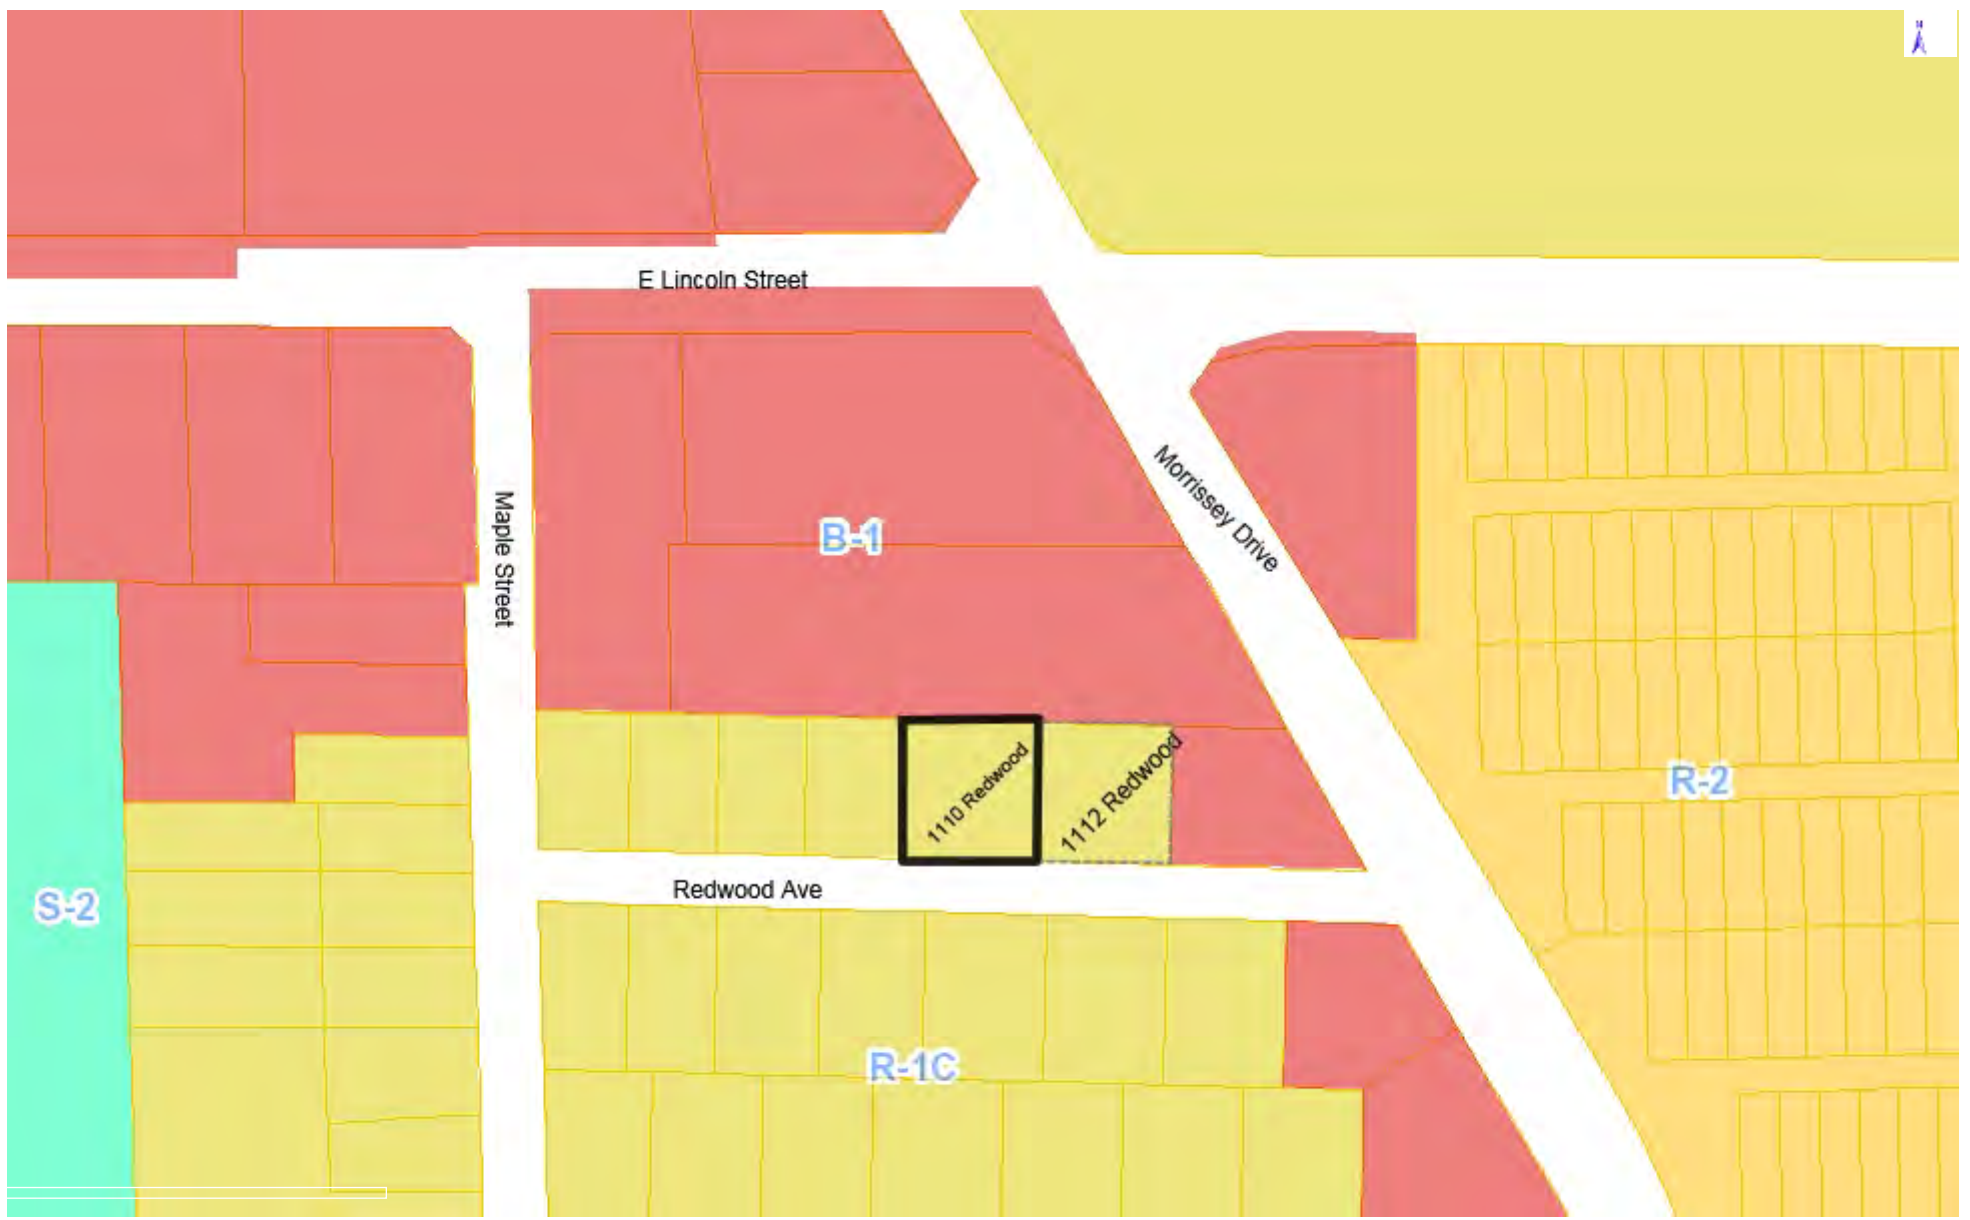 N
E Lincoln Street
Morrissey Drive
Maple Street
B-1
1110 Redwood
1112 Redwood
R-2
Redwood Ave
S-2
R-1C